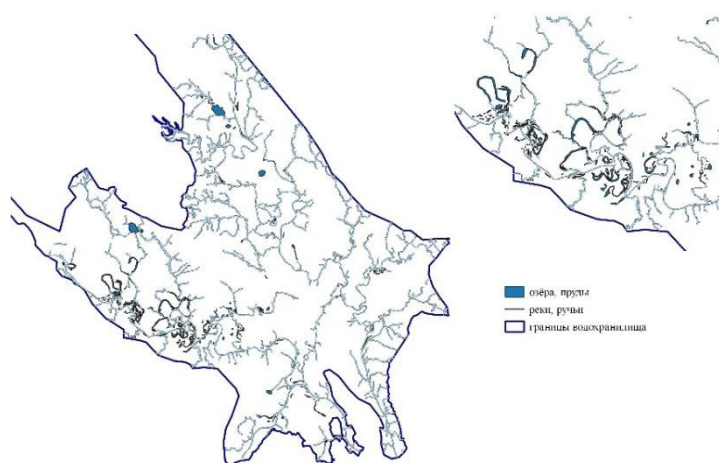 озёра, пруды
реки, ручьи
границы водохранилища